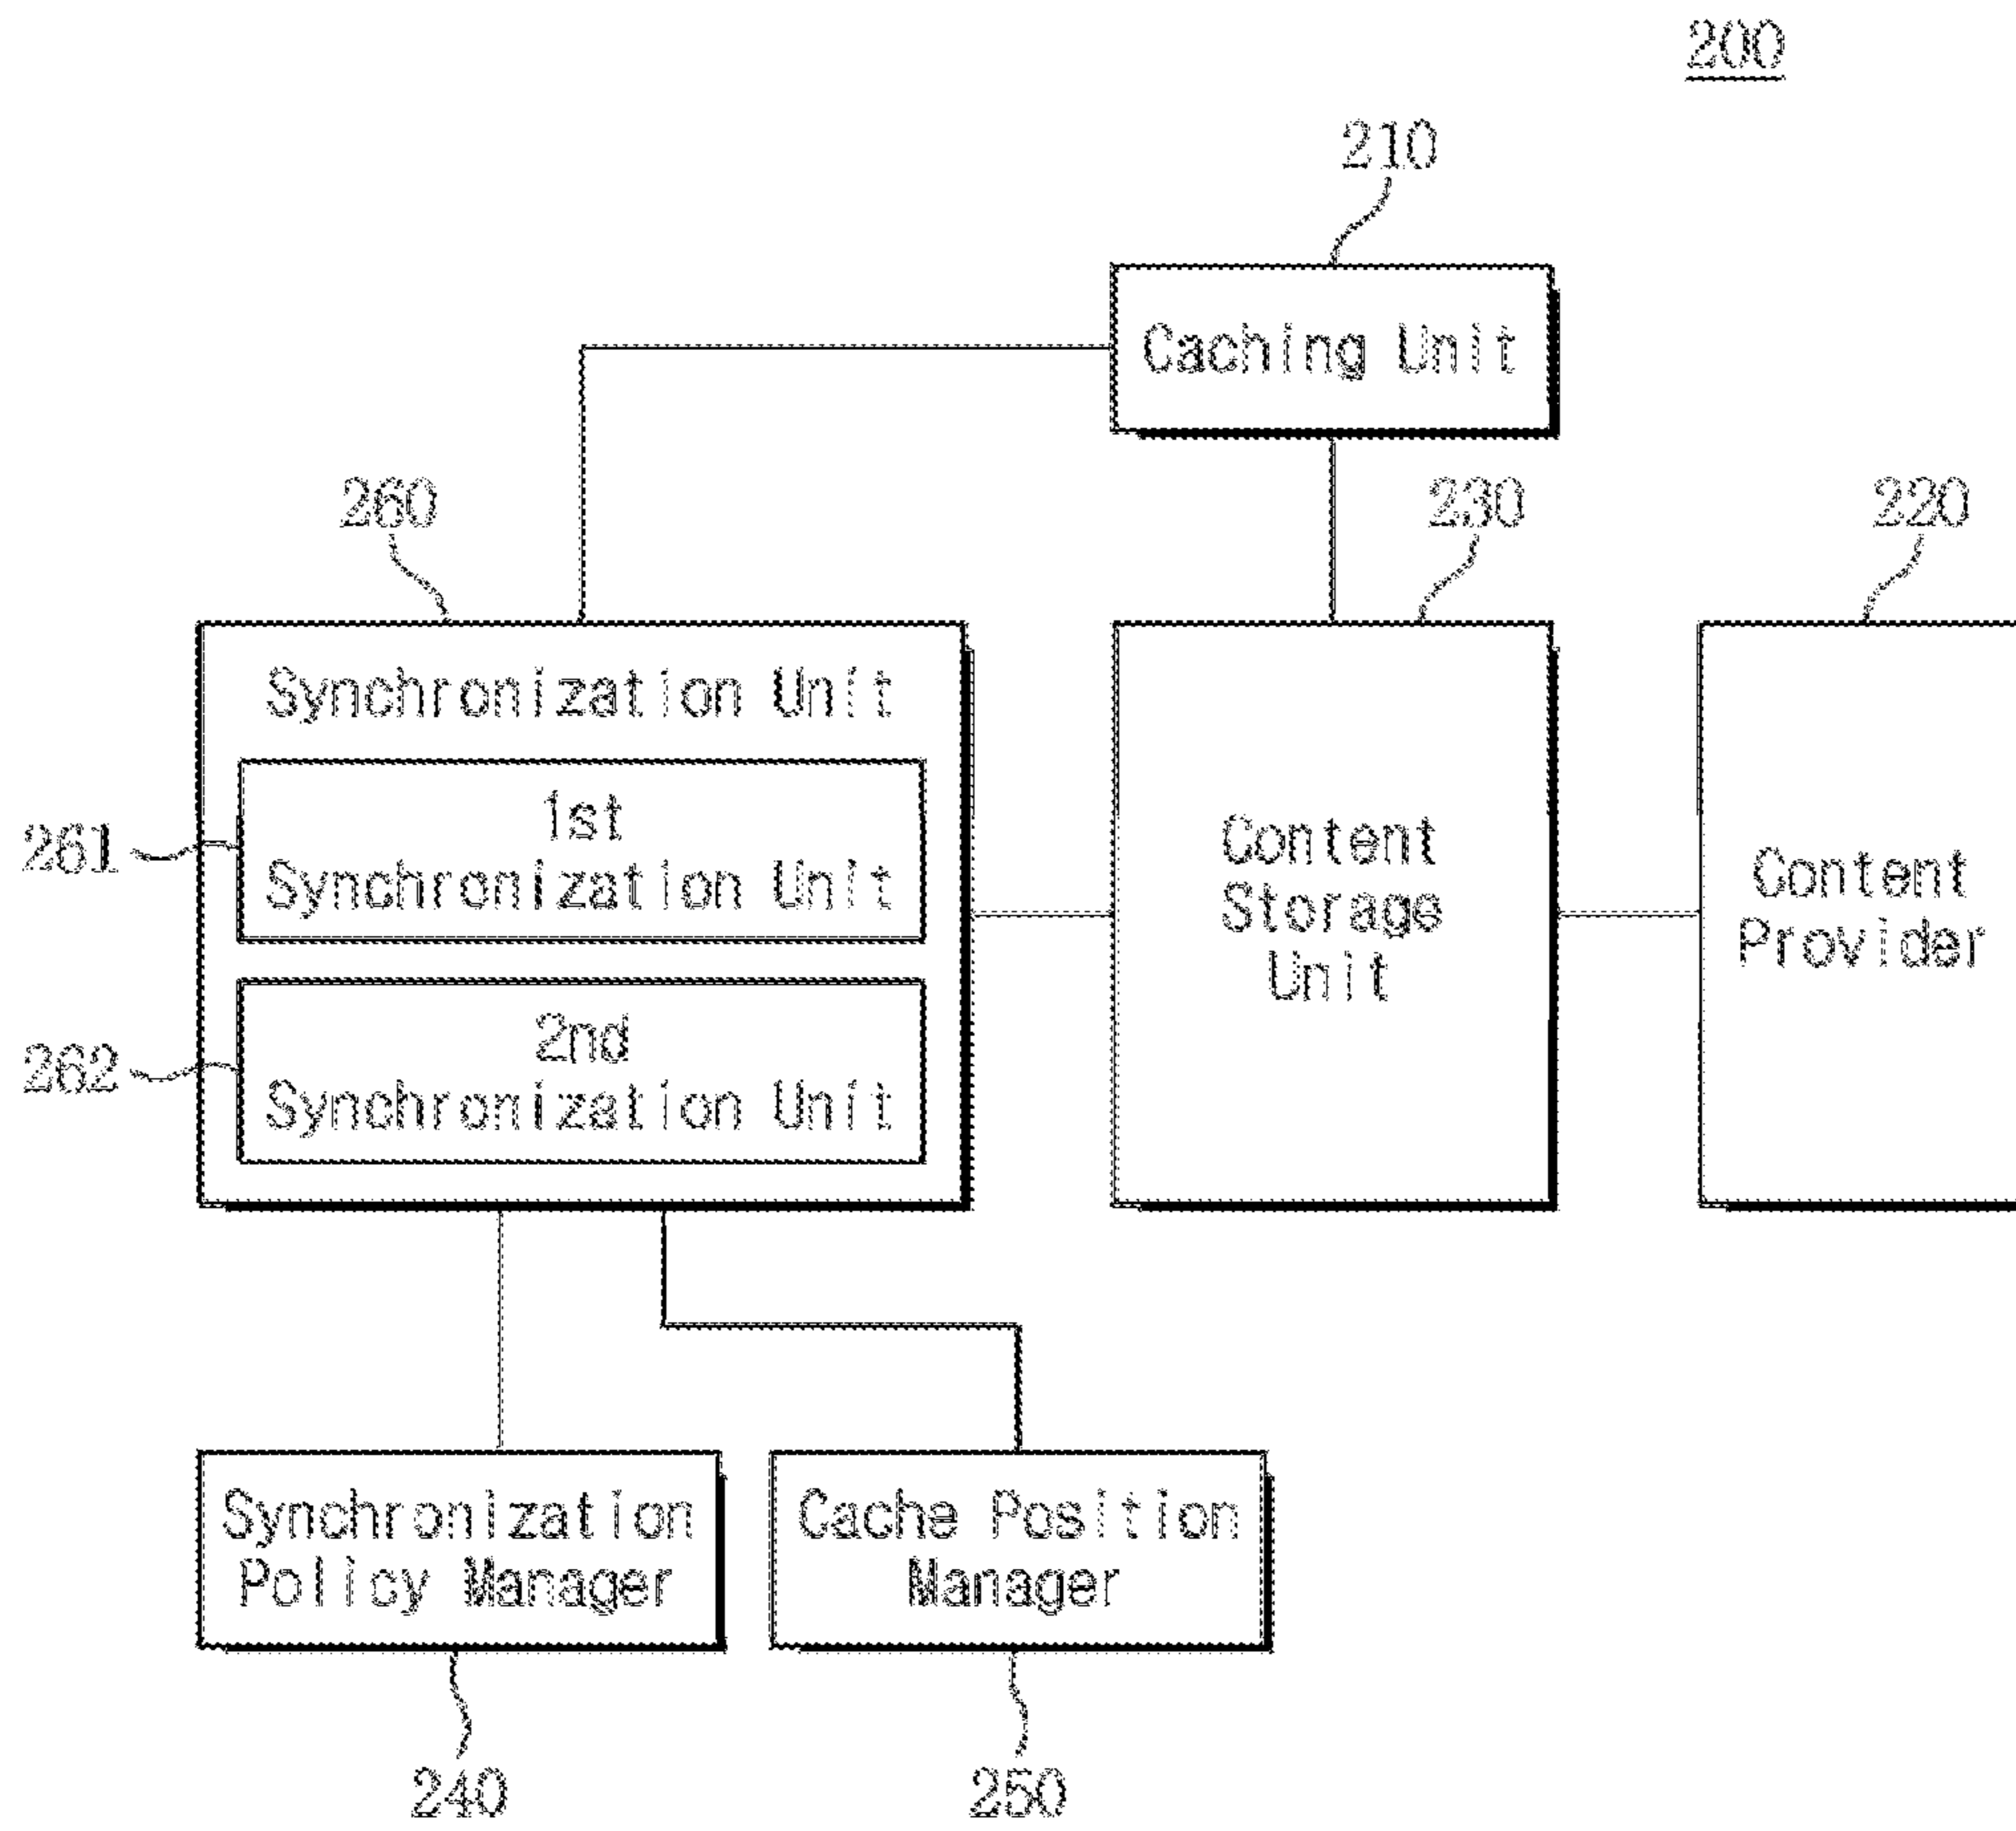 200
210
Caching Unit
260
230
220
Synchronization Unit
261
1st
Synchronization Unit
262
2nd
Synchronization Unit
Content
Storage
Unit
Content
Provider
Synchronization
Policy Manager
Cache Position
Manager
240
250